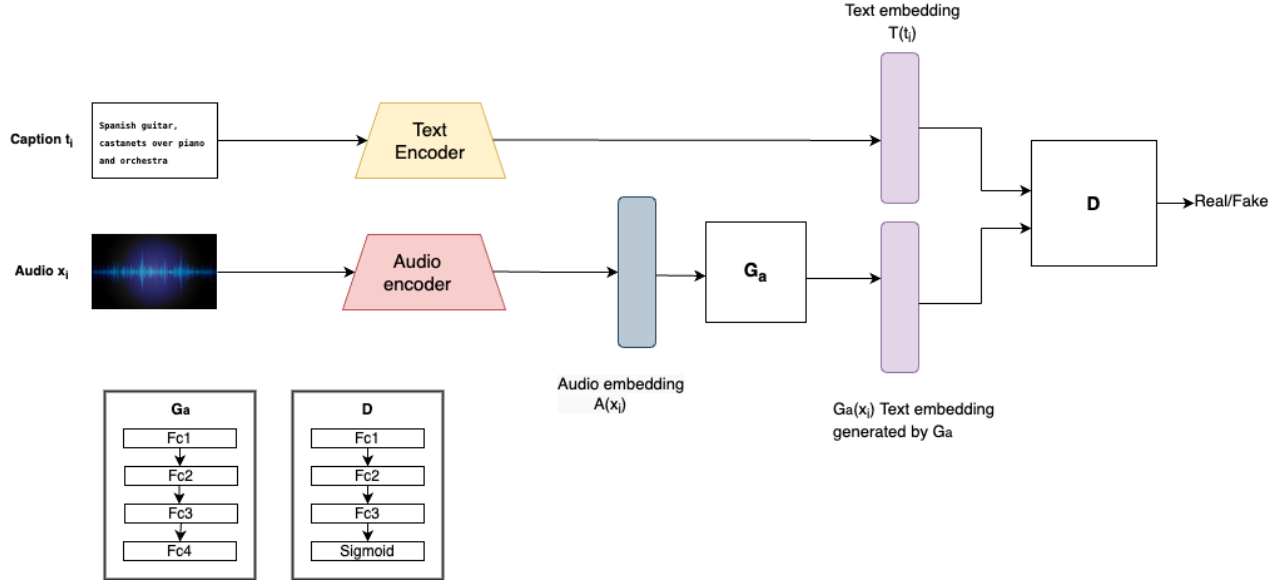 Text embedding
T(tᵢ)
Caption tᵢ
Spanish guitar,
castanets over piano
and orchestra
Text
Encoder
D
Real/Fake
Audio xᵢ
Audio
encoder
Gₐ
Audio embedding
A(xᵢ)
Gₐ(xᵢ) Text embedding
generated by Gₐ
Ga
Fc1
Fc2
Fc3
Fc4
D
Fc1
Fc2
Fc3
Sigmoid